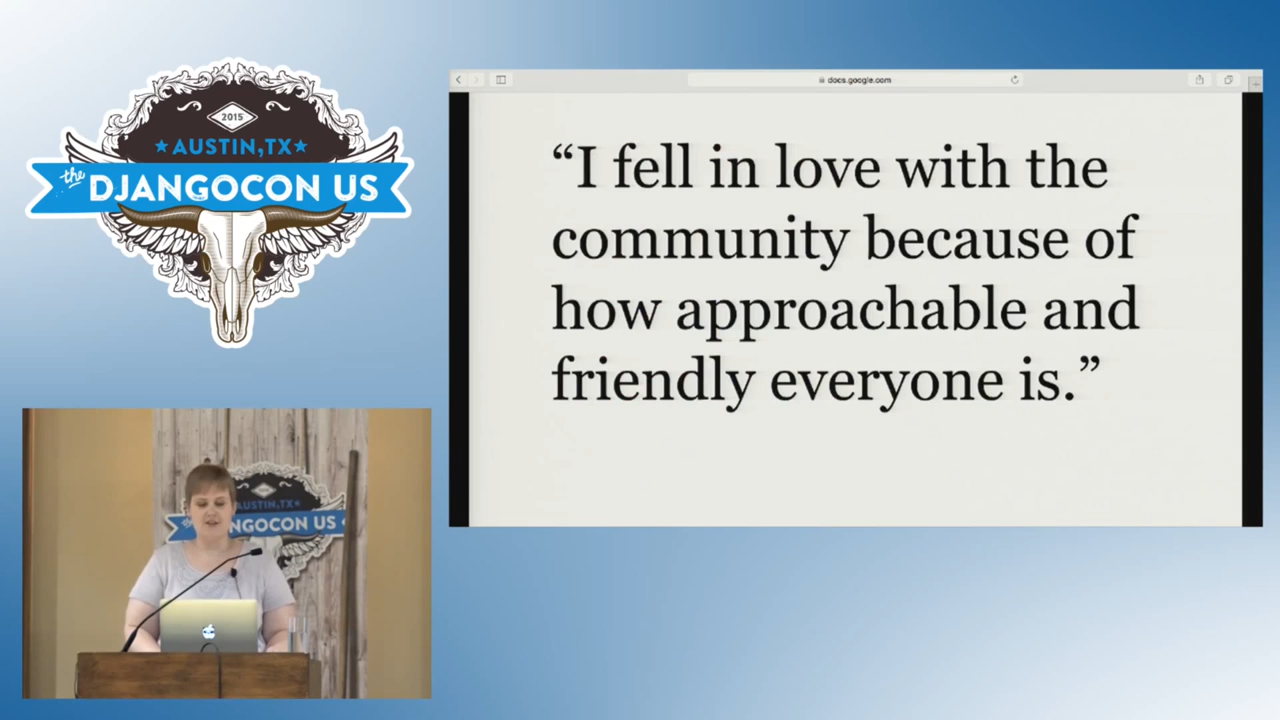 2015
★AUSTIN,TX★
the
DJANGOCON US
docs.google.com
“I fell in love with the
community because of
how approachable and
friendly everyone is.”
AUSTIN,TX★
NGOCON US